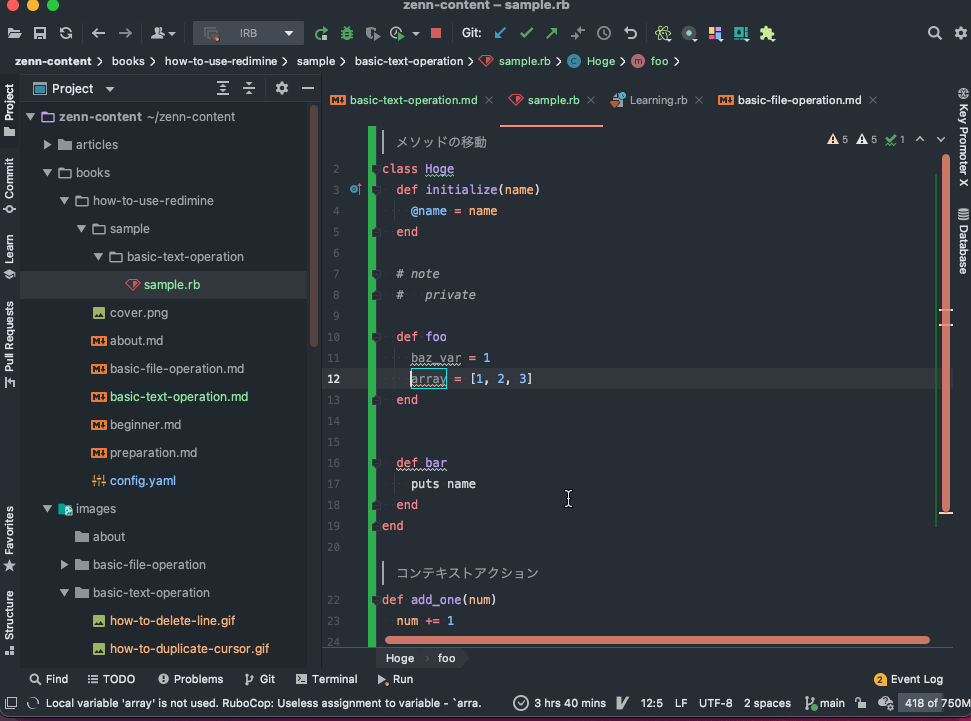 zenn-content – sample.rb
IRB
Git:
zenn-content books how-to-use-redimine sample basic-text-operation sample.rb Hoge foo
Project
basic-text-operation.md
sample.rb
Learning.rb
basic-file-operation.md
zenn-content ~/zenn-content
articles
books
how-to-use-redimine
sample
basic-text-operation
sample.rb
cover.png
about.md
basic-file-operation.md
basic-text-operation.md
beginner.md
preparation.md
config.yaml
images
about
basic-file-operation
basic-text-operation
how-to-delete-line.gif
how-to-duplicate-cursor.gif
Project
Commit
Learn
Pull Requests
Favorites
Structure
メソッドの移動
5 5 1
2 class Hoge
3 def initialize(name)
4 @name = name
5 end
6
7 # note
8 #   private
9
10 def foo
11 baz_var = 1
12 array = [1, 2, 3]
13 end
14
15
16 def bar
17 puts name
18 end
19 end
20
コンテキストアクション
22 def add_one(num)
23 num += 1
24
Hoge foo
Key Promoter X
Database
Find TODO Problems Git Terminal Run
2 Event Log
Local variable 'array' is not used. RuboCop: Useless assignment to variable - `arra.
3 hrs 40 mins 12:5 LF UTF-8 2 spaces main 418 of 750M